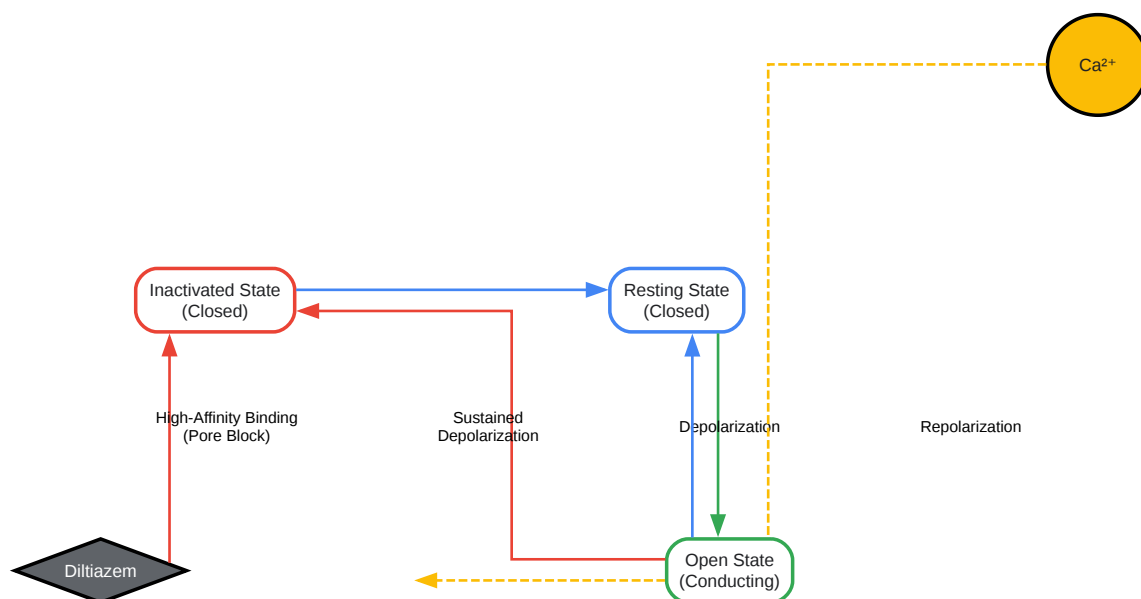 Ca²⁺
Inactivated State
(Closed)
Resting State
(Closed)
High-Affinity Binding
(Pore Block)
Sustained
Depolarization
Depolarization
Repolarization
Diltiazem
Open State
(Conducting)